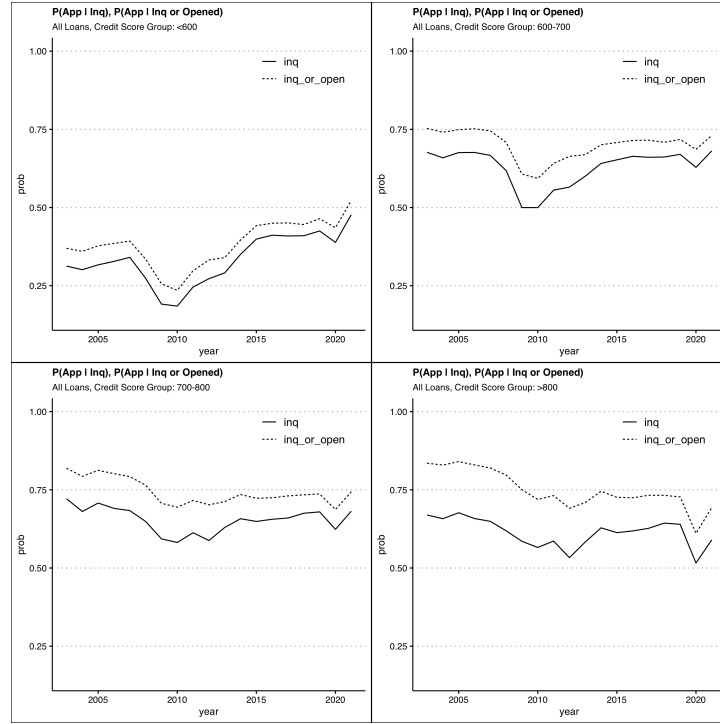 P(App | Inq), P(App | Inq or Opened)
All Loans, Credit Score Group: <600
1.00
0.75
0.50
0.25
prob
inq
inq_or_open
2005 2010 2015 2020
year
P(App | Inq), P(App | Inq or Opened)
All Loans, Credit Score Group: 600-700
1.00
0.75
0.50
0.25
prob
inq
inq_or_open
2005 2010 2015 2020
year
P(App | Inq), P(App | Inq or Opened)
All Loans, Credit Score Group: 700-800
1.00
0.75
0.50
0.25
prob
inq
inq_or_open
2005 2010 2015 2020
year
P(App | Inq), P(App | Inq or Opened)
All Loans, Credit Score Group: >800
1.00
0.75
0.50
0.25
prob
inq
inq_or_open
2005 2010 2015 2020
year